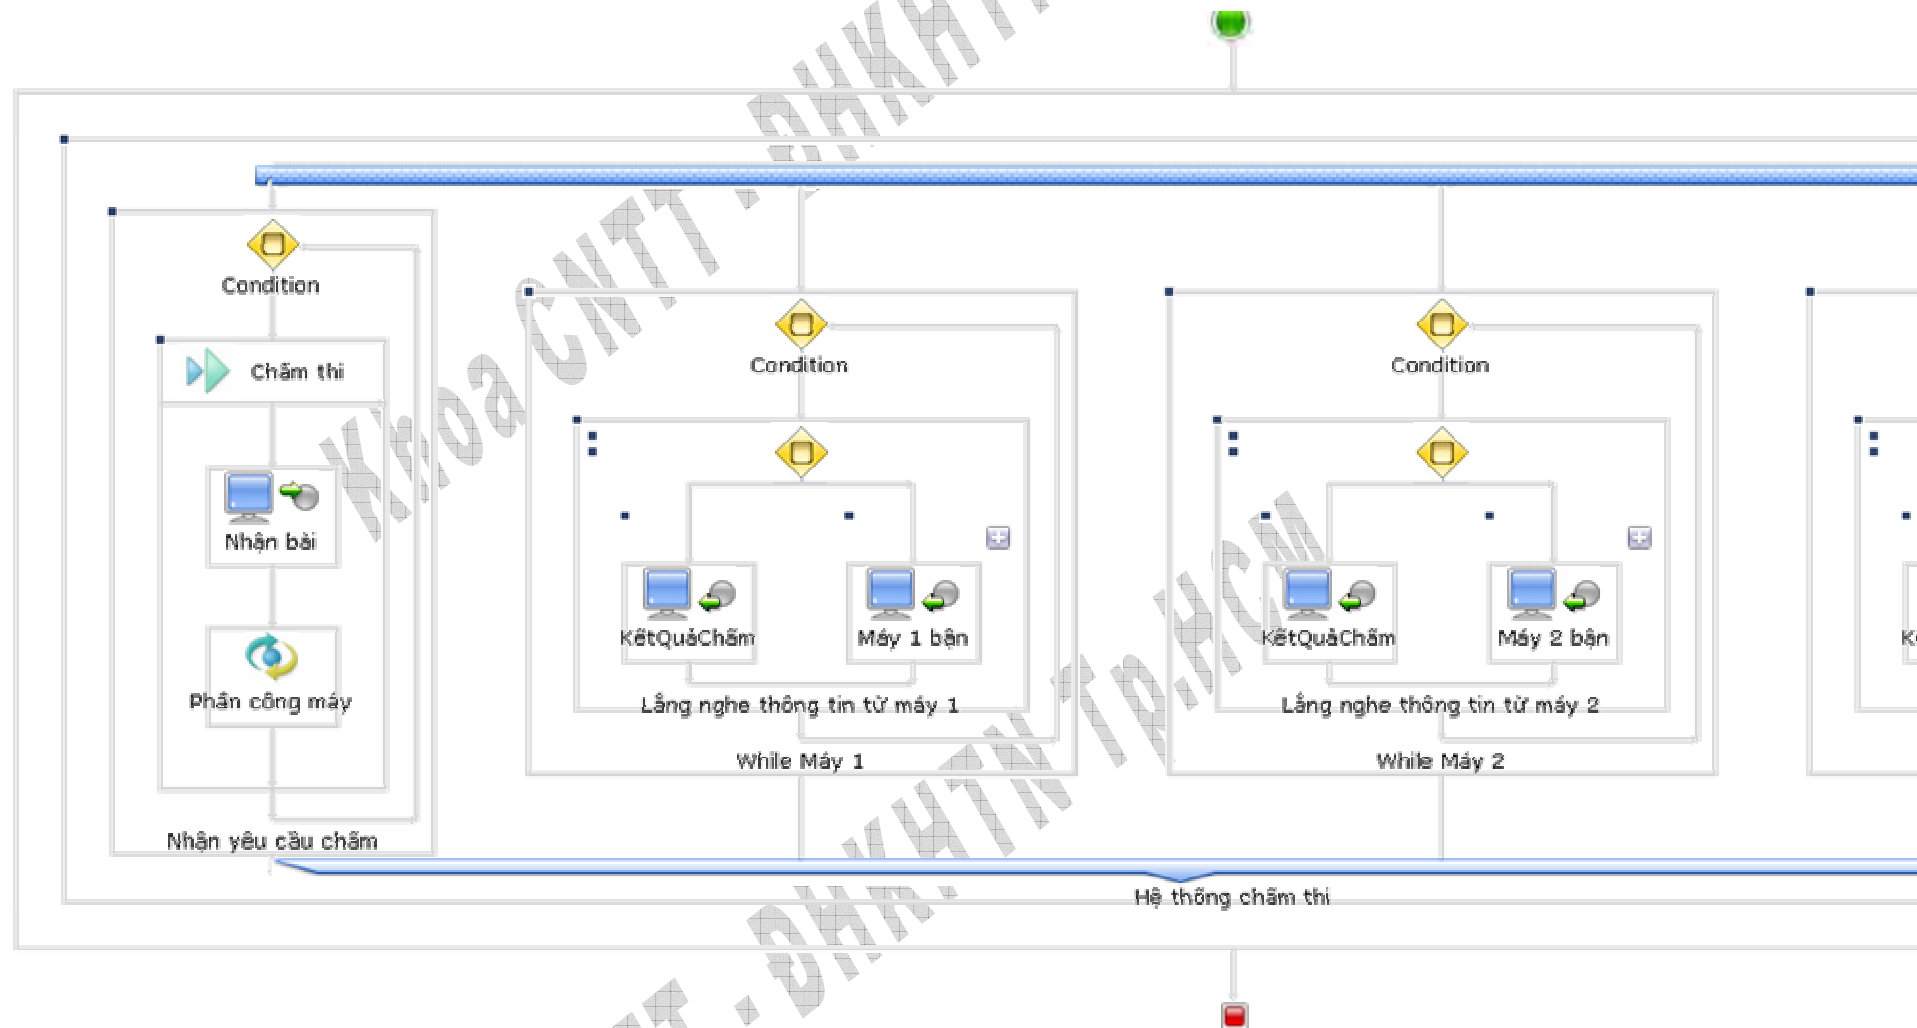 Condition
Chấm thi
Nhận bài
Phân công máy
Nhận yêu cầu chấm
Condition
KếtQuảChấm
Máy 1 bận
Lắng nghe thông tin từ máy 1
While Máy 1
Condition
KếtQuảChấm
Máy 2 bận
Lắng nghe thông tin từ máy 2
While Máy 2
Hệ thống chấm thi
Khoa CNTT - ĐHKHTN
ĐHKHTN Tp.HCM